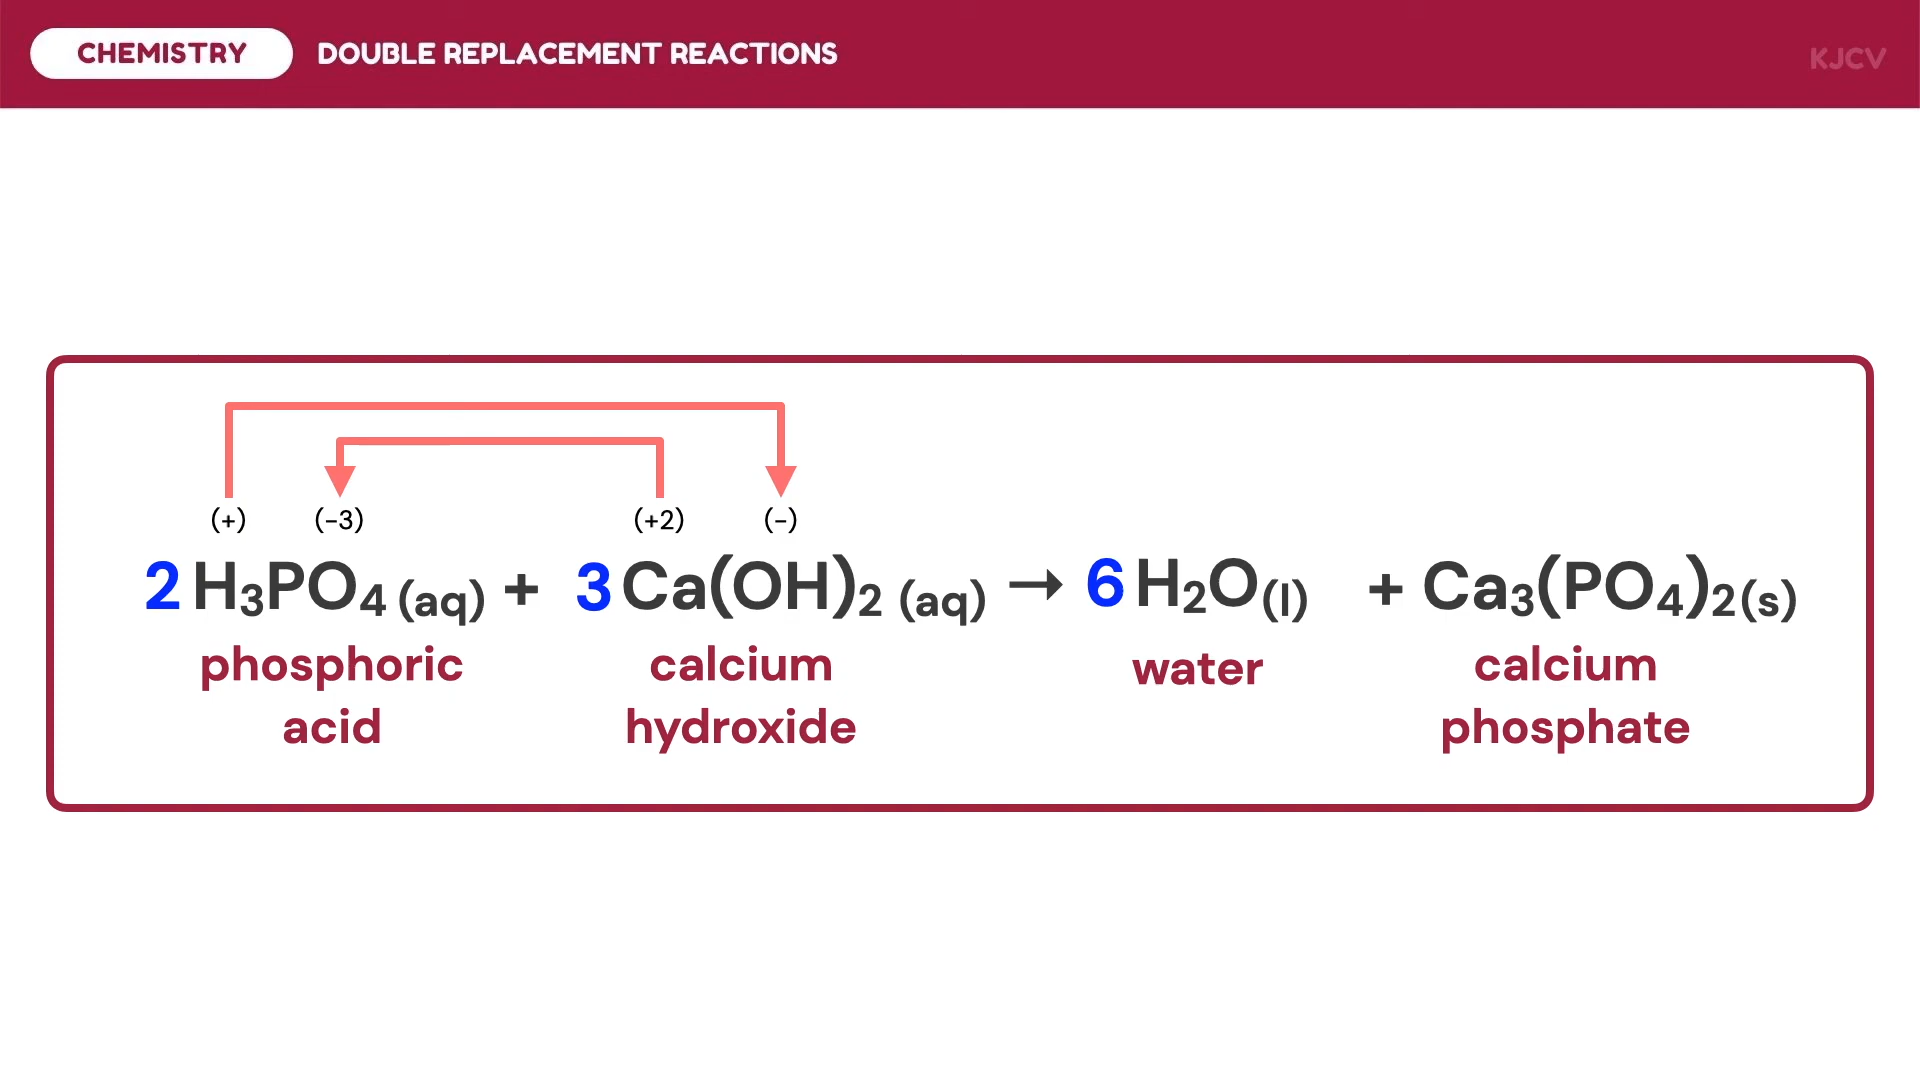 CHEMISTRY DOUBLE REPLACEMENT REACTIONS KJCV
(+) (-3) (+2) (-)
2 H₃PO₄ (aq) + 3 Ca(OH)₂ (aq) → 6 H₂O(l) + Ca₃(PO₄)₂(s)
phosphoric calcium water calcium
acid hydroxide phosphate